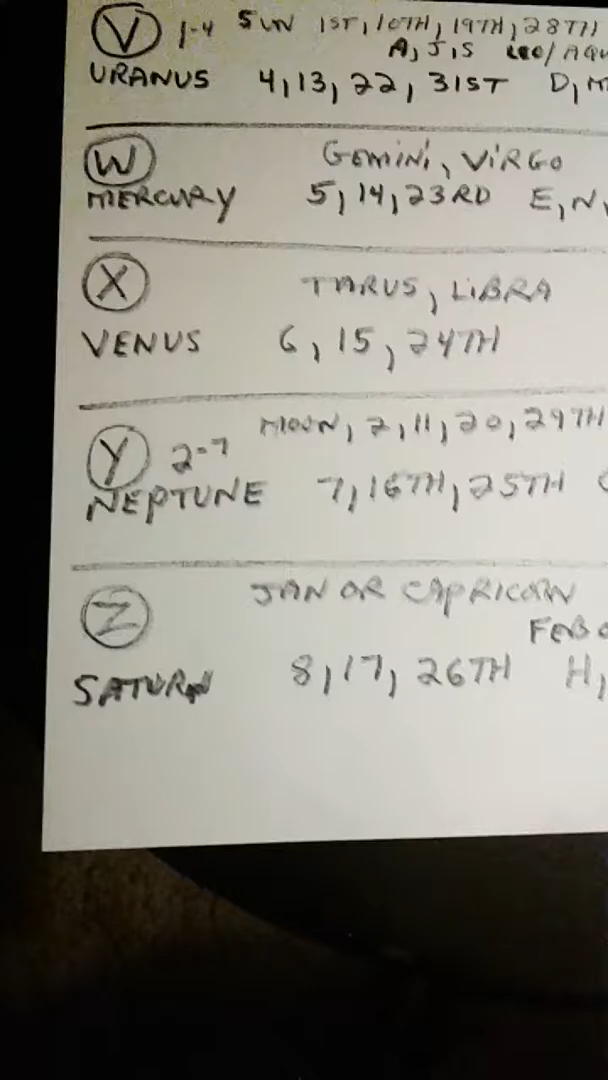 V 1-4 SUN 1ST, 10TH, 19TH, 28TH
A, J, S LEO/AQU
URANUS 4, 13, 22, 31ST D, M
W GEMINI, VIRGO
MERCURY 5, 14, 23RD E, N,
X TARUS, LIBRA
VENUS 6, 15, 24TH
Y 2-7 MOON, 2, 11, 20, 29TH
NEPTUNE 7, 16TH, 25TH
Z JAN OR CAPRICORN
FEB
SATURN 8, 17, 26TH H,